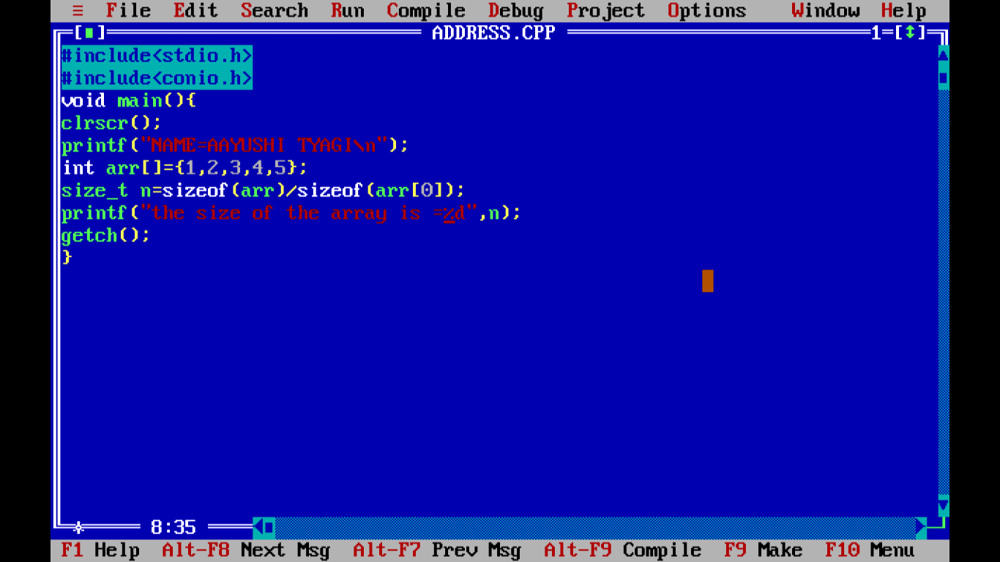 ≡ File Edit Search Run Compile Debug Project Options Window Help
[■] ADDRESS.CPP 1=[↕]
#include<stdio.h>
#include<conio.h>
void main(){
clrscr();
printf("NAME=AAYUSHI TYAGI\n");
int arr[]={1,2,3,4,5};
size_t n=sizeof(arr)/sizeof(arr[0]);
printf("the size of the array is =%d",n);
getch();
}
8:35
F1 Help Alt-F8 Next Msg Alt-F7 Prev Msg Alt-F9 Compile F9 Make F10 Menu